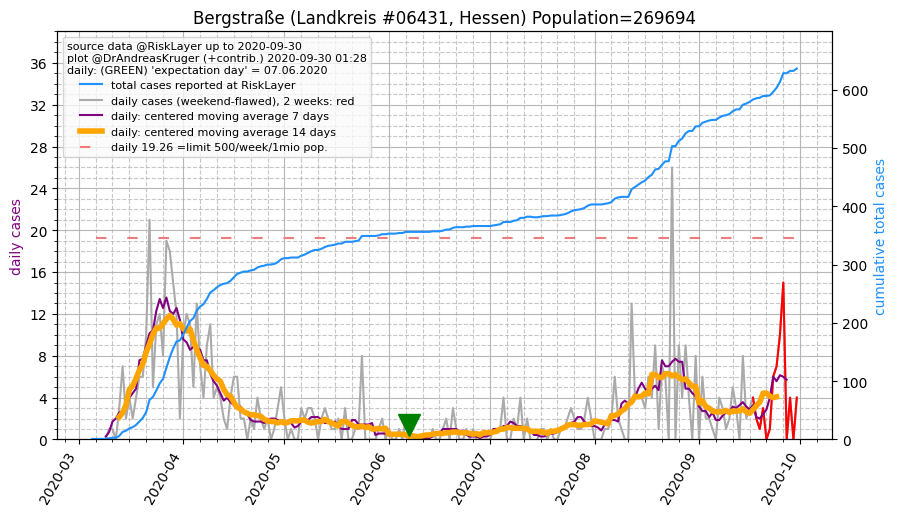 Bergstraße (Landkreis #06431, Hessen) Population=269694
source data @RiskLayer up to 2020-09-30
plot @DrAndreasKruger (+contrib.) 2020-09-30 01:28
daily: (GREEN) 'expectation day' = 07.06.2020
total cases reported at RiskLayer
daily cases (weekend-flawed), 2 weeks: red
daily: centered moving average 7 days
daily: centered moving average 14 days
daily 19.26 =limit 500/week/1mio pop.
daily cases
36
32
28
24
20
16
12
8
4
0
cumulative total cases
600
500
400
300
200
100
0
2020-03
2020-04
2020-05
2020-06
2020-07
2020-08
2020-09
2020-10